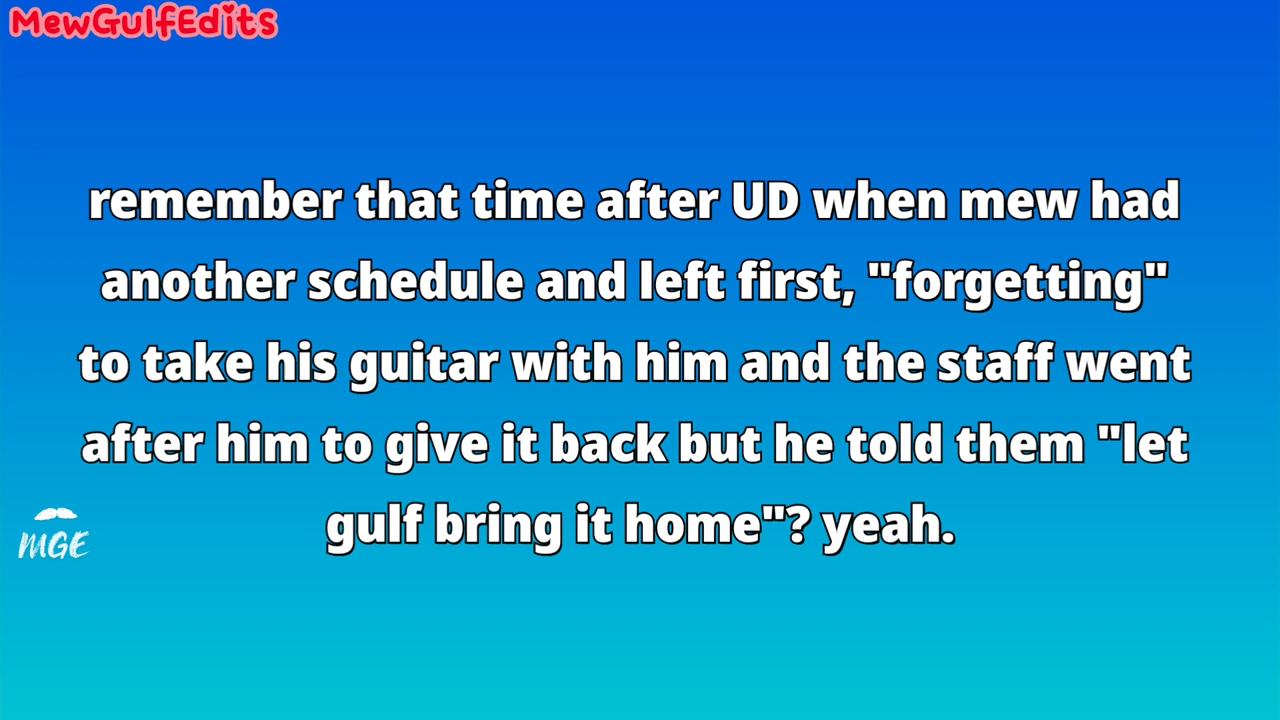 MewGulfEdits
remember that time after UD when mew had
another schedule and left first, "forgetting"
to take his guitar with him and the staff went
after him to give it back but he told them "let
gulf bring it home"? yeah.
MGE